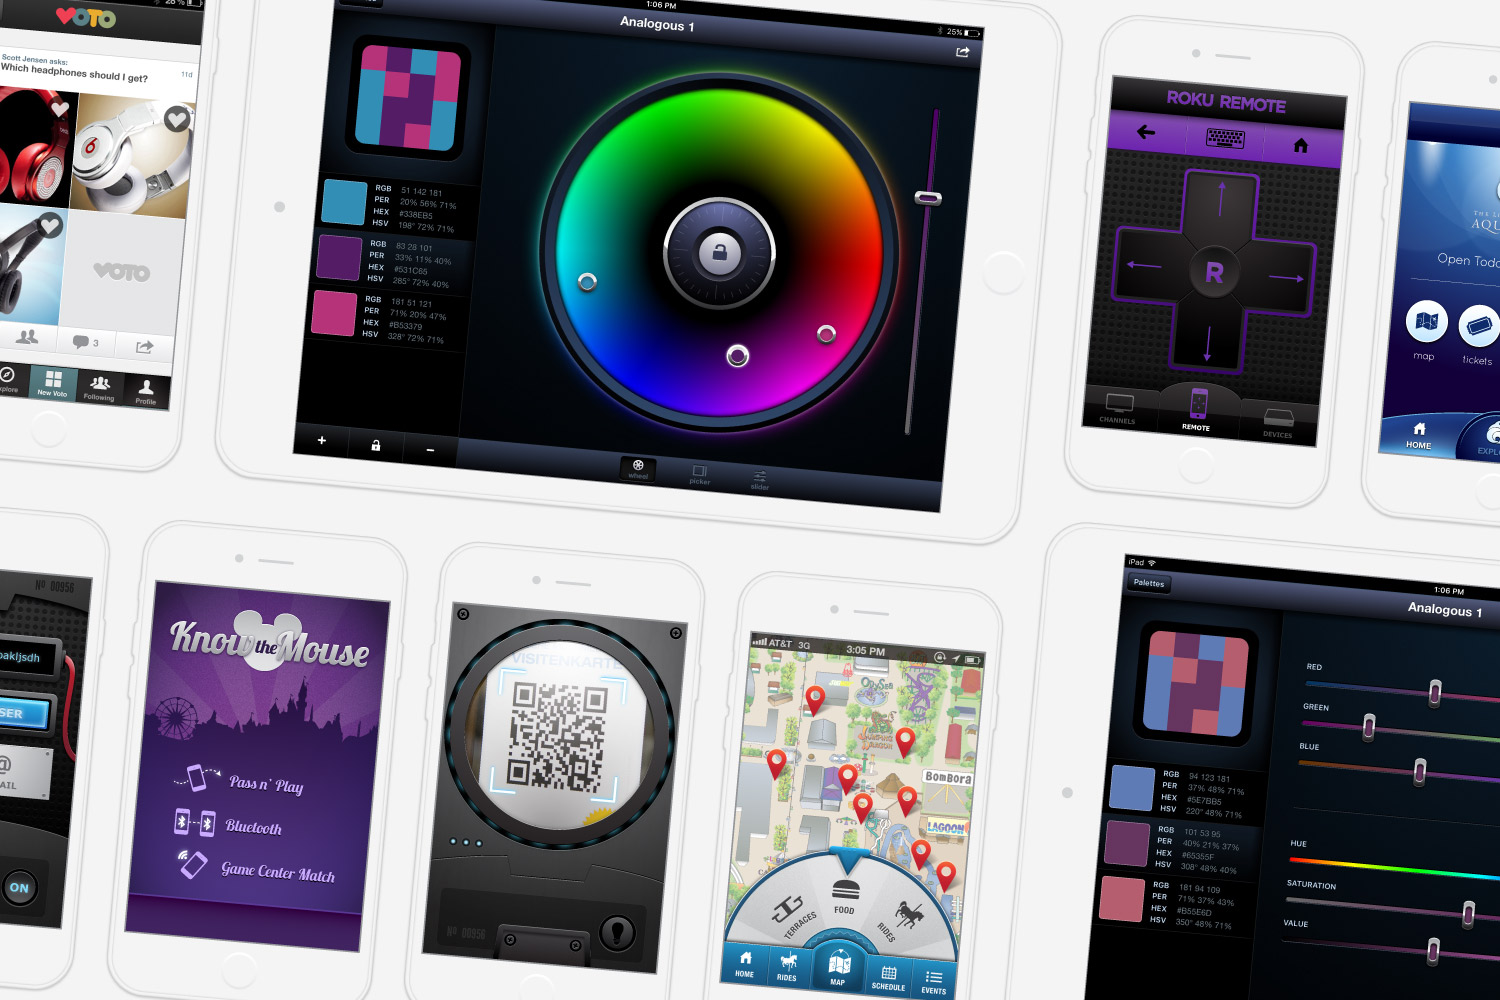 28 %
VOTO
Scott Jensen asks:
Which headphones should I get?
11d
VOTO
3
New Voto
Following
Profile
1:06 PM
25%
Analogous 1
RGB 51 142 181
PER 20% 56% 71%
HEX #338EB5
HSV 198° 72% 71%
RGB 83 28 101
PER 33% 11% 40%
HEX #531C65
HSV 285° 72% 40%
RGB 181 51 121
PER 71% 20% 47%
HEX #B53379
HSV 328° 72% 71%
wheel
picker
slider
ROKU REMOTE
R
CHANNELS
REMOTE
DEVICES
Open Toda
map
tickets
HOME
EXPL
Nº 00956
oakljsdh
SER
@
AIL
ON
Know the Mouse
Pass n' Play
Bluetooth
Game Center Match
VISITENKARTE
Nº 00956
AT&T 3G
3:05 PM
ODYSEA
BOMBORA
LAGOON
TERRACES
FOOD
RIDES
HOME
RIDES
MAP
SCHEDULE
EVENTS
iPad
1:06 PM
Palettes
Analogous 1
RGB 94 123 181
PER 37% 48% 71%
HEX #5E7BB5
HSV 220° 48% 71%
RGB 101 53 95
PER 40% 21% 37%
HEX #65355F
HSV 308° 48% 40%
RGB 181 94 109
PER 71% 37% 43%
HEX #B55E6D
HSV 350° 48% 71%
RED
GREEN
BLUE
HUE
SATURATION
VALUE